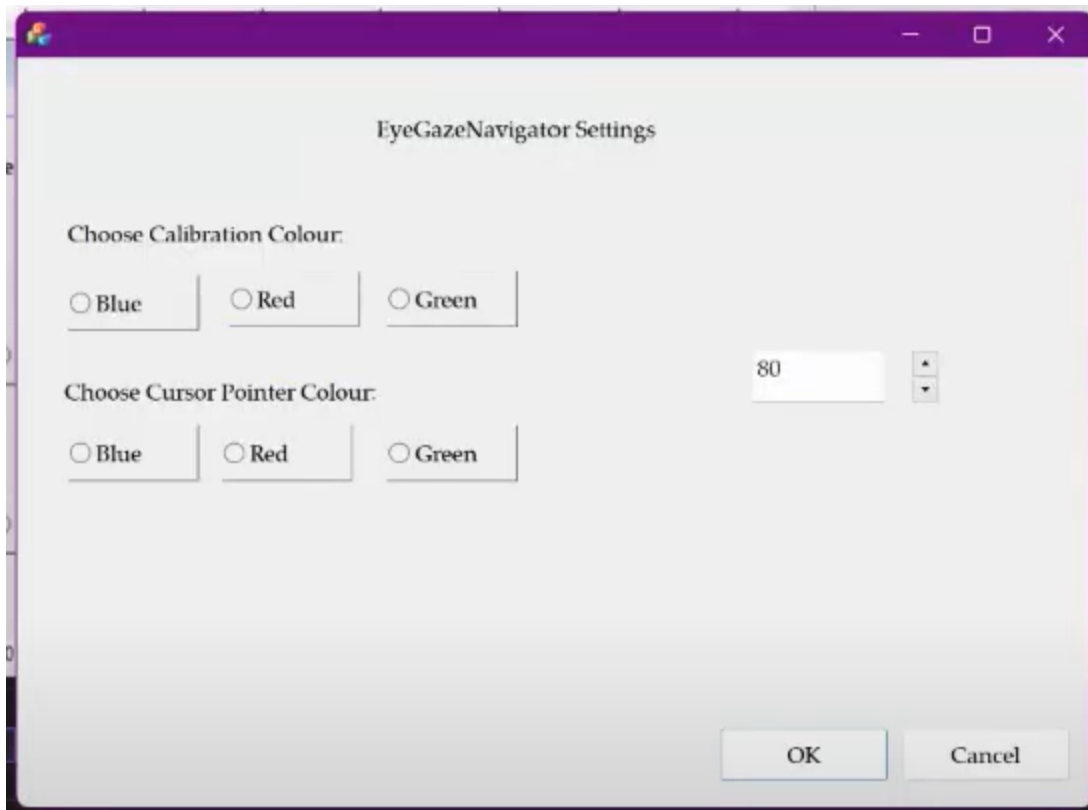 EyeGazeNavigator Settings
Choose Calibration Colour:
Blue Red Green
80
Choose Cursor Pointer Colour:
Blue Red Green
OK Cancel